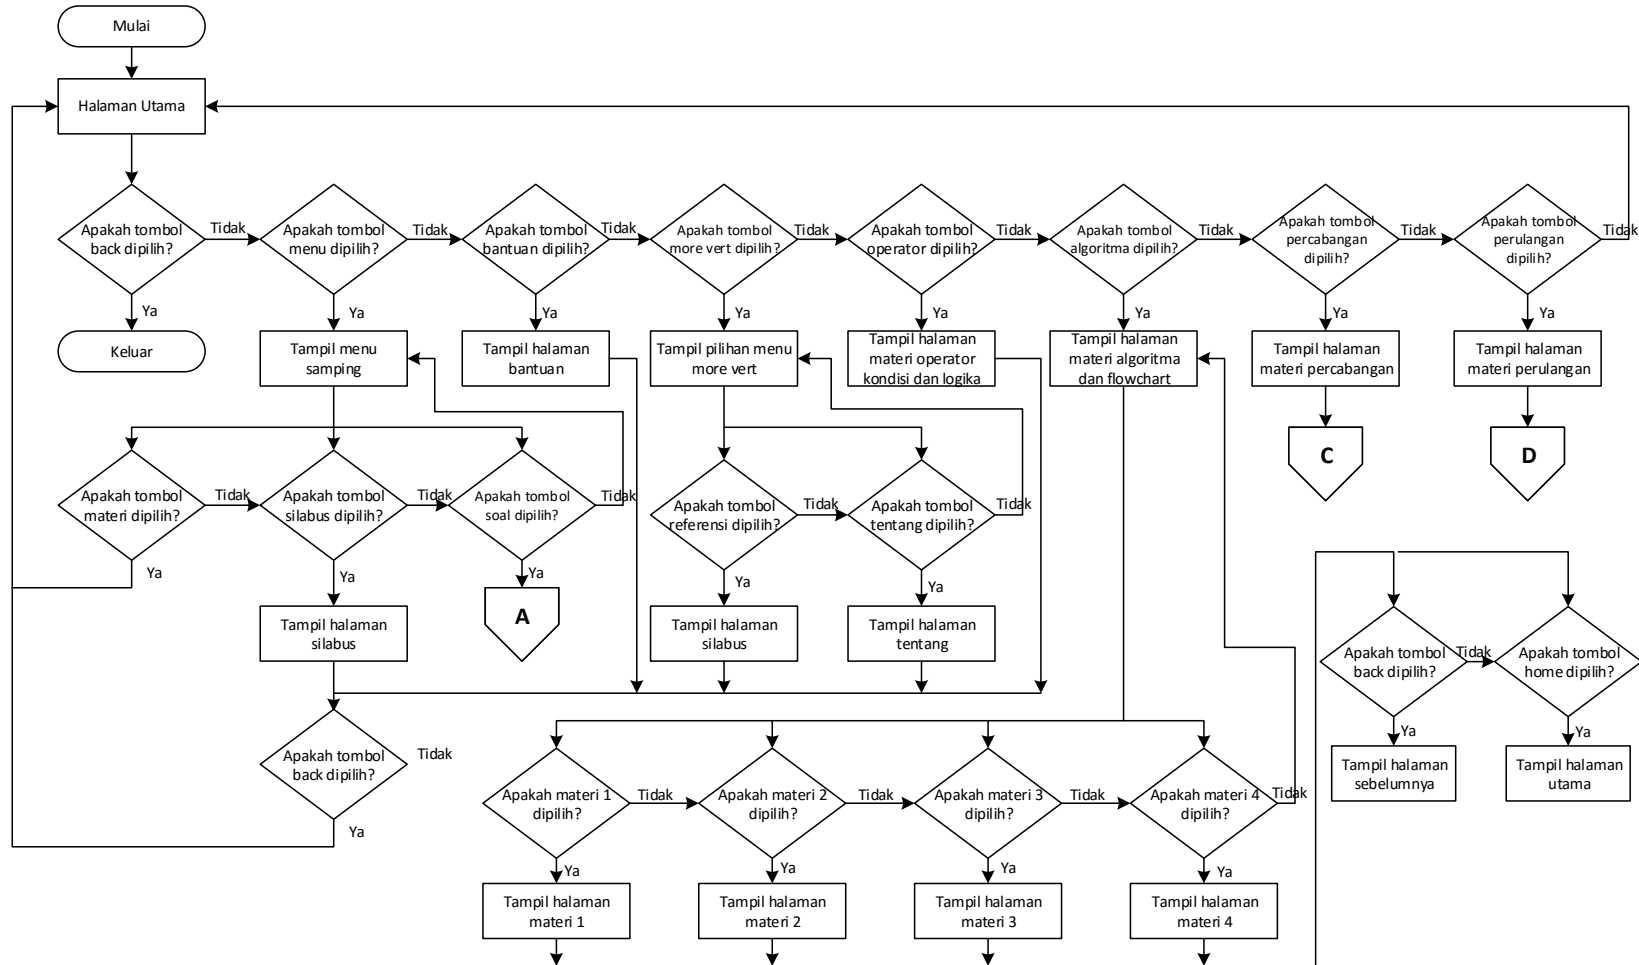 Mulai
Halaman Utama
Apakah tombol
back dipilih?
Tidak
Apakah tombol
menu dipilih?
Tidak
Apakah tombol
bantuan dipilih?
Tidak
Apakah tombol
more vert dipilih?
Tidak
Apakah tombol
operator dipilih?
Tidak
Apakah tombol
algoritma dipilih?
Tidak
Apakah tombol
percabangan
dipilih?
Tidak
Apakah tombol
perulangan
dipilih?
Tidak
Ya
Ya
Ya
Ya
Ya
Ya
Ya
Ya
Keluar
Tampil menu
samping
Tampil halaman
bantuan
Tampil pilihan menu
more vert
Tampil halaman
materi operator
kondisi dan logika
Tampil halaman
materi algoritma
dan flowchart
Tampil halaman
materi percabangan
Tampil halaman
materi perulangan
C
D
Apakah tombol
materi dipilih?
Tidak
Apakah tombol
silabus dipilih?
Tidak
Apakah tombol
soal dipilih?
Tidak
Apakah tombol
referensi dipilih?
Tidak
Apakah tombol
tentang dipilih?
Tidak
Ya
Ya
Ya
Ya
Ya
Tampil halaman
silabus
A
Tampil halaman
silabus
Tampil halaman
tentang
Apakah tombol
back dipilih?
Tidak
Apakah tombol
home dipilih?
Ya
Ya
Tampil halaman
sebelumnya
Tampil halaman
utama
Apakah tombol
back dipilih?
Tidak
Ya
Apakah materi 1
dipilih?
Tidak
Apakah materi 2
dipilih?
Tidak
Apakah materi 3
dipilih?
Tidak
Apakah materi 4
dipilih?
Tidak
Ya
Ya
Ya
Ya
Tampil halaman
materi 1
Tampil halaman
materi 2
Tampil halaman
materi 3
Tampil halaman
materi 4